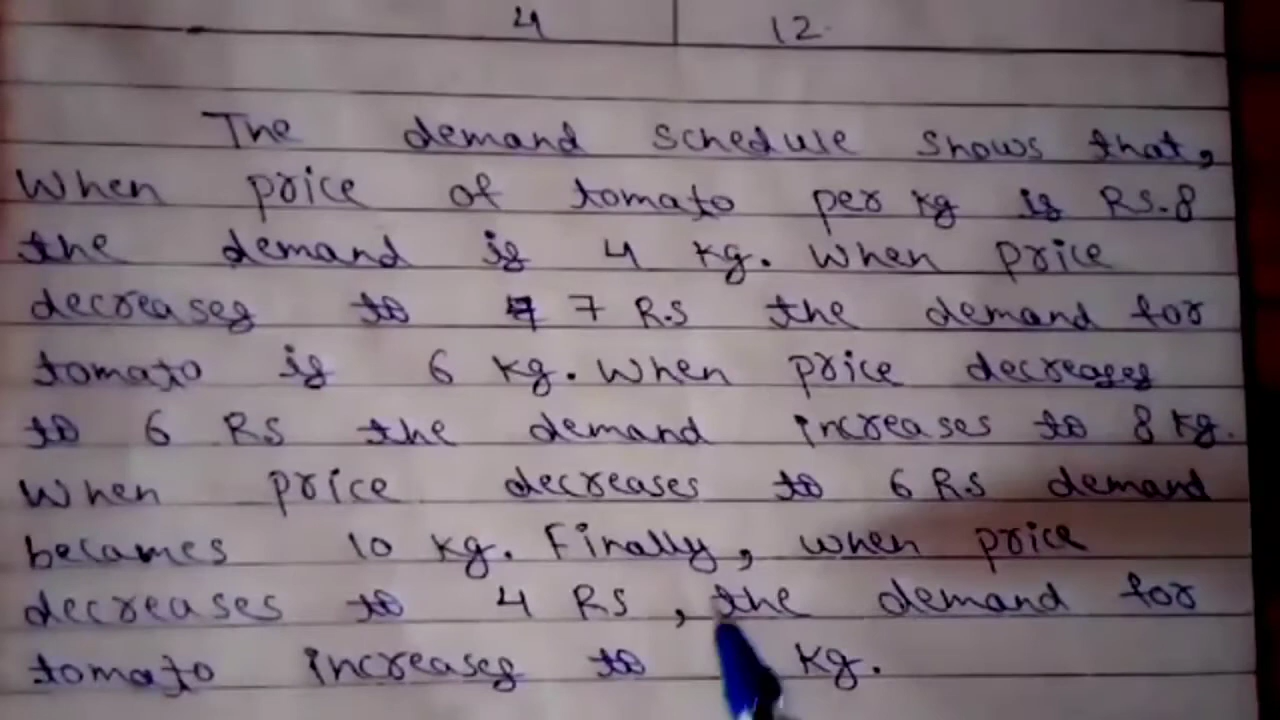 4 12
The demand schedule shows that,
When price of tomato per kg is Rs.8
the demand is 4 kg. When price
decreases to 7 Rs the demand for
tomato is 6 kg. When price decreases
to 6 Rs the demand increases to 8 kg.
When price decreases to 6 Rs demand
becames 10 kg. Finally, when price
decreases to 4 Rs, the demand for
tomato increases to kg.